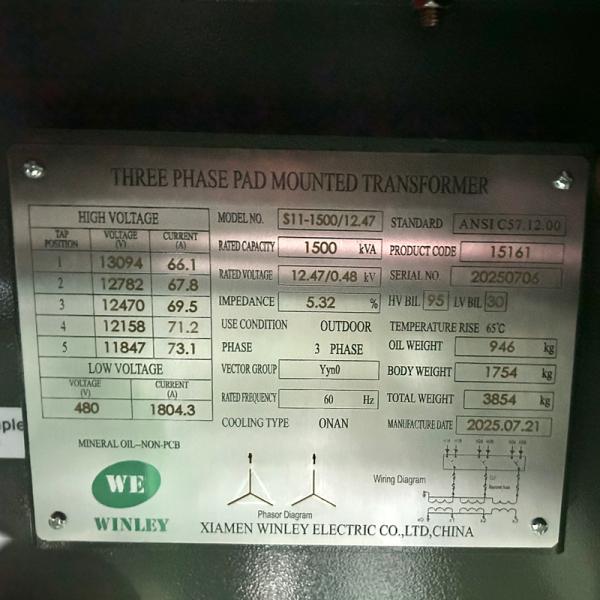 THREE PHASE PAD MOUNTED TRANSFORMER
HIGH VOLTAGE
TAP POSITION VOLTAGE (V) CURRENT (A)
1 13094 66.1
2 12782 67.8
3 12470 69.5
4 12158 71.2
5 11847 73.1
LOW VOLTAGE
VOLTAGE (V) CURRENT (A)
480 1804.3
MINERAL OIL-NON-PCB
WE
WINLEY
MODEL NO. S11-1500/12.47
RATED CAPACITY 1500 kVA
RATED VOLTAGE 12.47/0.48 kV
IMPEDANCE 5.32 %
USE CONDITION OUTDOOR
PHASE 3 PHASE
VECTOR GROUP Yyn0
RATED FREQUENCY 60 Hz
COOLING TYPE ONAN
STANDARD ANSI C57.12.00
PRODUCT CODE 15161
SERIAL NO 20250706
HV BIL 95 LV BIL 30
TEMPERATURE RISE 65℃
OIL WEIGHT 946 kg
BODY WEIGHT 1754 kg
TOTAL WEIGHT 3854 kg
MANUFACTURE DATE 2025.07.21
Phasor Diagram
Wiring Diagram
XIAMEN WINLEY ELECTRIC CO.,LTD,CHINA